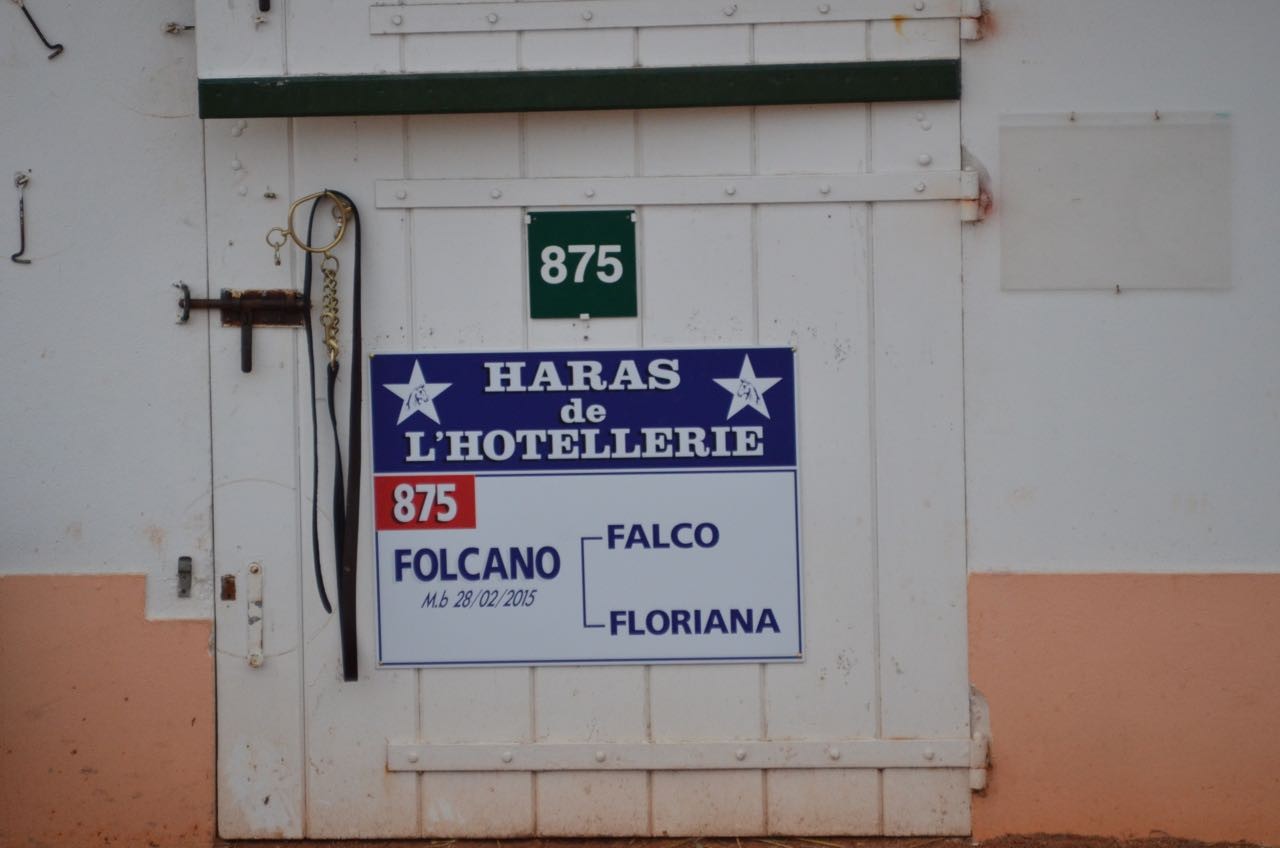 875
HARAS
de
L'HOTELLERIE
875
FOLCANO
M.b 28/02/2015
FALCO
FLORIANA